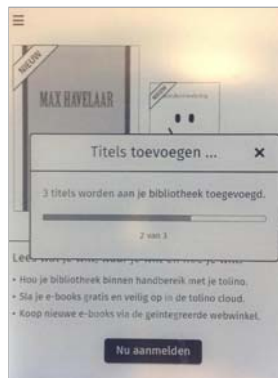 NIEUW
MAX HAVELAAR
NIEUW
Titels toevoegen ... ×
3 titels worden aan je bibliotheek toegevoegd.
2 van 3
• Hou je bibliotheek binnen handbereik met je tolino.
• Sla je e-books gratis en veilig op in de tolino cloud.
• Koop nieuwe e-books via de geïntegreerde webwinkel.
Nu aanmelden